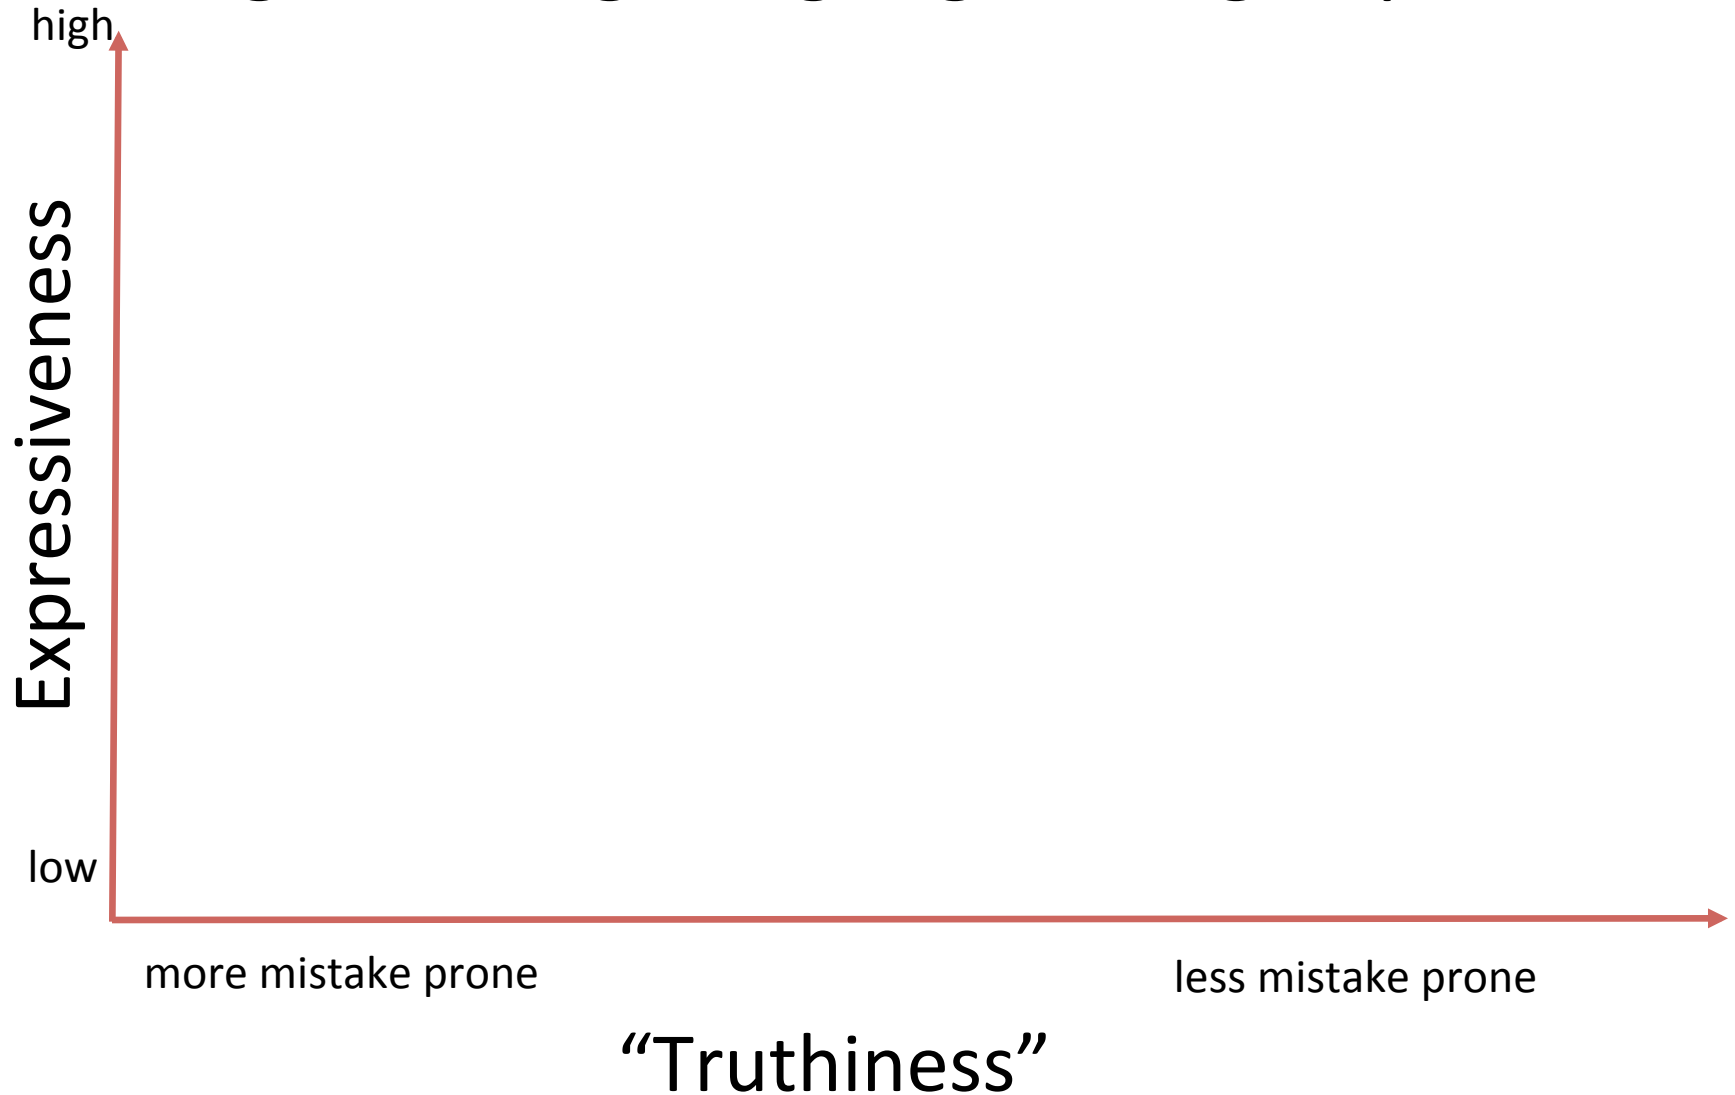 high
Expressiveness
low
more mistake prone
less mistake prone
“Truthiness”